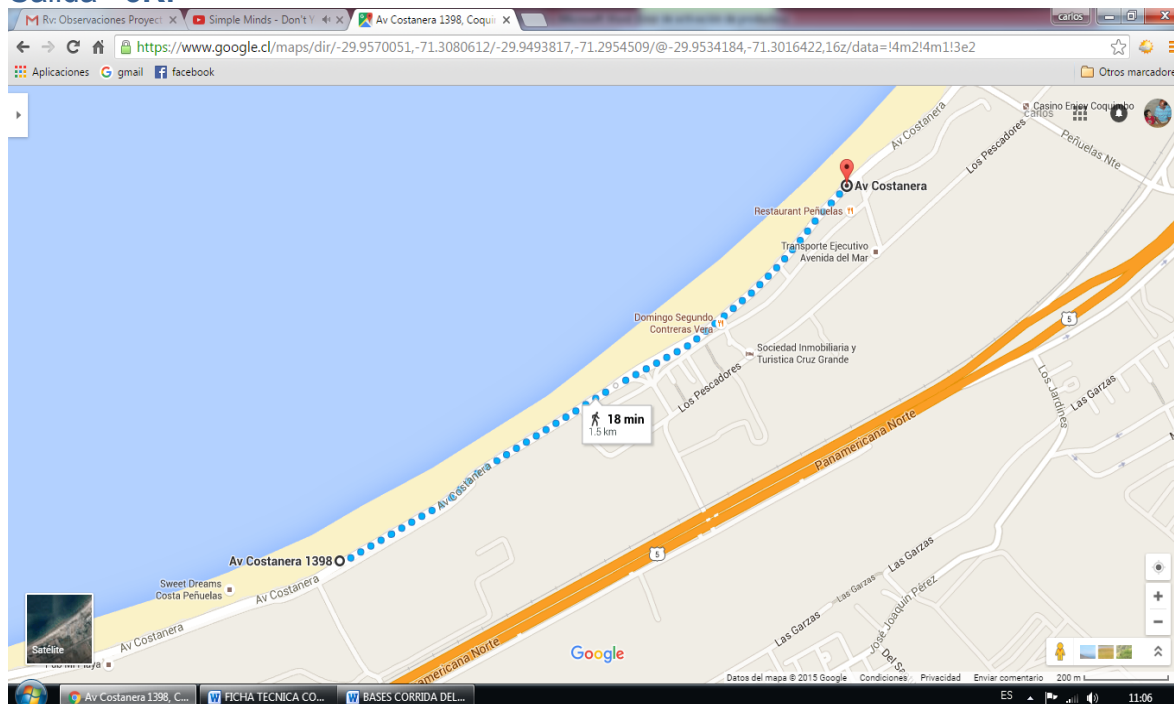 Rv: Observaciones Proyect
Simple Minds - Don't Y
Av Costanera 1398, Coquin
carlos
https://www.google.cl/maps/dir/-29.9570051,-71.3080612/-29.9493817,-71.2954509/@-29.9534184,-71.3016422,16z/data=!4m2!4m1!3e2
Aplicaciones
gmail
facebook
Otros marcadore
Casino Enjoy Coquimbo
carlos
Av Costanera
Los Pescadores
Peñuelas Nte
Av Costanera
Restaurant Peñuelas
Transporte Ejecutivo
Avenida del Mar
Domingo Segundo
Contreras Vera
5
Sociedad Inmobiliaria y
Turistica Cruz Grande
Los Pescadores
Los Jardines
Las Garzas
18 min
1.5 km
Panamericana Norte
Av Costanera
Av Costanera 1398
5
Sweet Dreams
Costa Peñuelas
Av Costanera
Las Garzas
Las Garzas
Las Garzas
José Joaquín Pérez
Av Costanera
Satélite
Panamericana Norte
Google
Datos del mapa © 2015 Google
Condiciones
Privacidad
Enviar comentario
200 m
Av Costanera 1398, C...
FICHA TECNICA CO...
BASES CORRIDA DEL...
ES
11:06